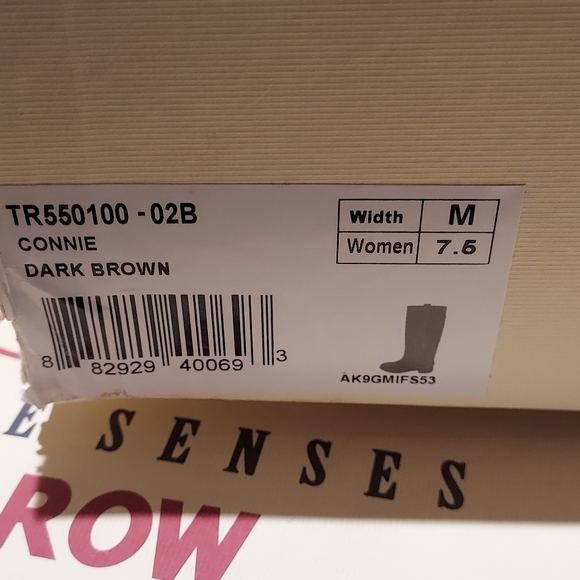 TR550100 - 02B
CONNIE
DARK BROWN
Width M
Women 7.5
8 82929 40069 3
AK9GMIFS53
E SENSES
ROW